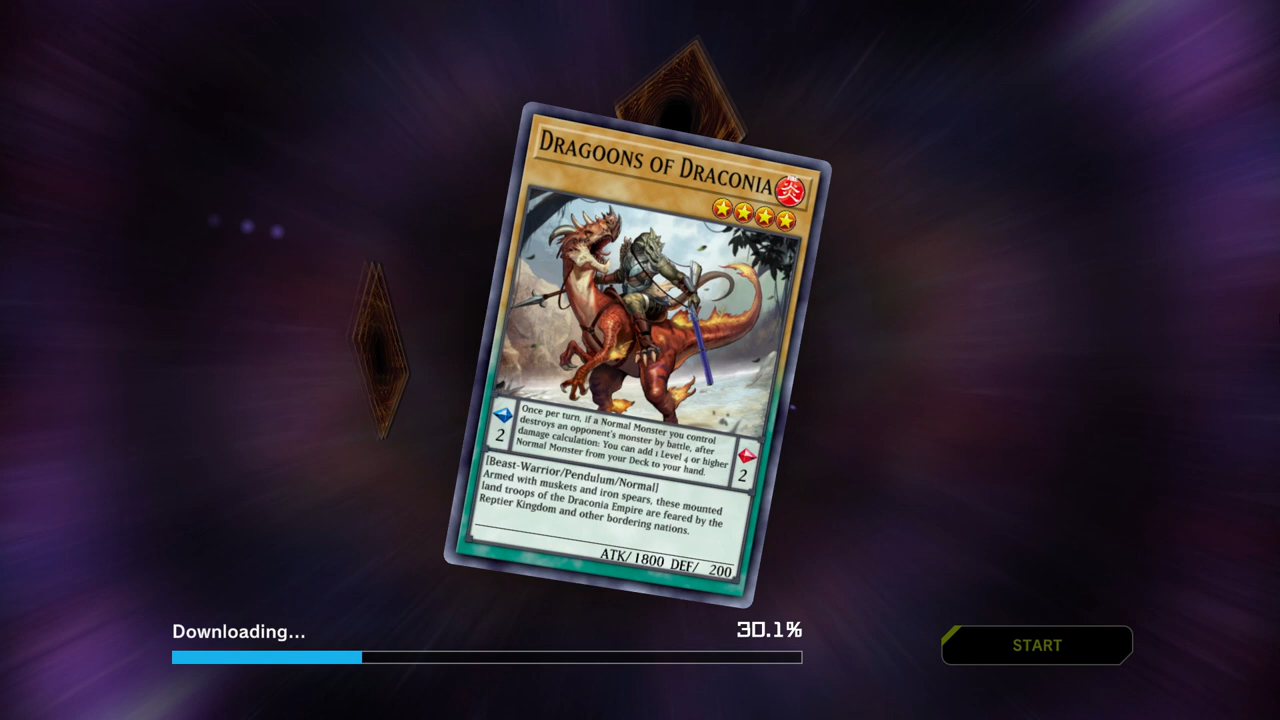 DRAGOONS OF DRACONIA
炎
2
Once per turn, if a Normal Monster you control
destroys an opponent's monster by battle, after
damage calculation: You can add 1 Level 4 or higher
Normal Monster from your Deck to your hand.
2
[Beast-Warrior/Pendulum/Normal]
Armed with muskets and iron spears, these mounted
land troops of the Draconia Empire are feared by the
Reptier Kingdom and other bordering nations.
ATK/ 1800 DEF/ 200
Downloading...
30.1%
START